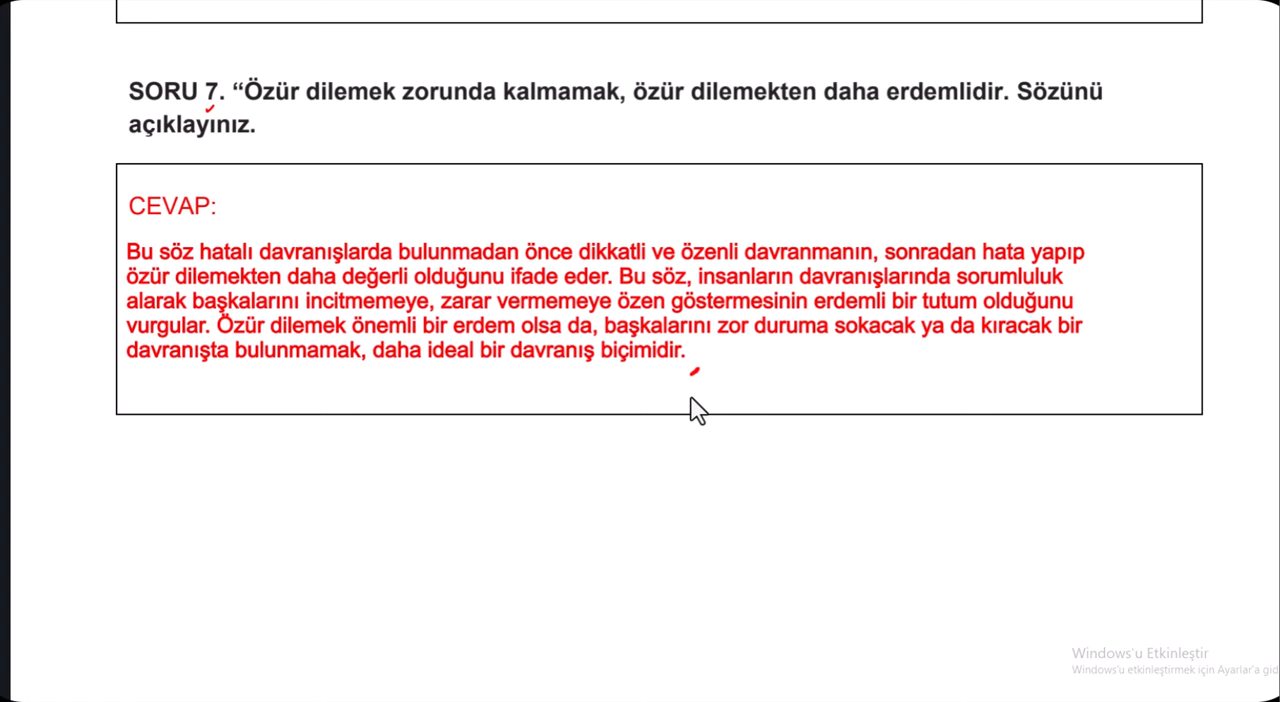 SORU 7. “Özür dilemek zorunda kalmamak, özür dilemekten daha erdemlidir. Sözünü
açıklayınız.
CEVAP:
Bu söz hatalı davranışlarda bulunmadan önce dikkatli ve özenli davranmanın, sonradan hata yapıp
özür dilemekten daha değerli olduğunu ifade eder. Bu söz, insanların davranışlarında sorumluluk
alarak başkalarını incitmemeye, zarar vermemeye özen göstermesinin erdemli bir tutum olduğunu
vurgular. Özür dilemek önemli bir erdem olsa da, başkalarını zor duruma sokacak ya da kıracak bir
davranışta bulunmamak, daha ideal bir davranış biçimidir.
Windows'u Etkinleştir
Windows'u etkinleştirmek için Ayarlar'a gid